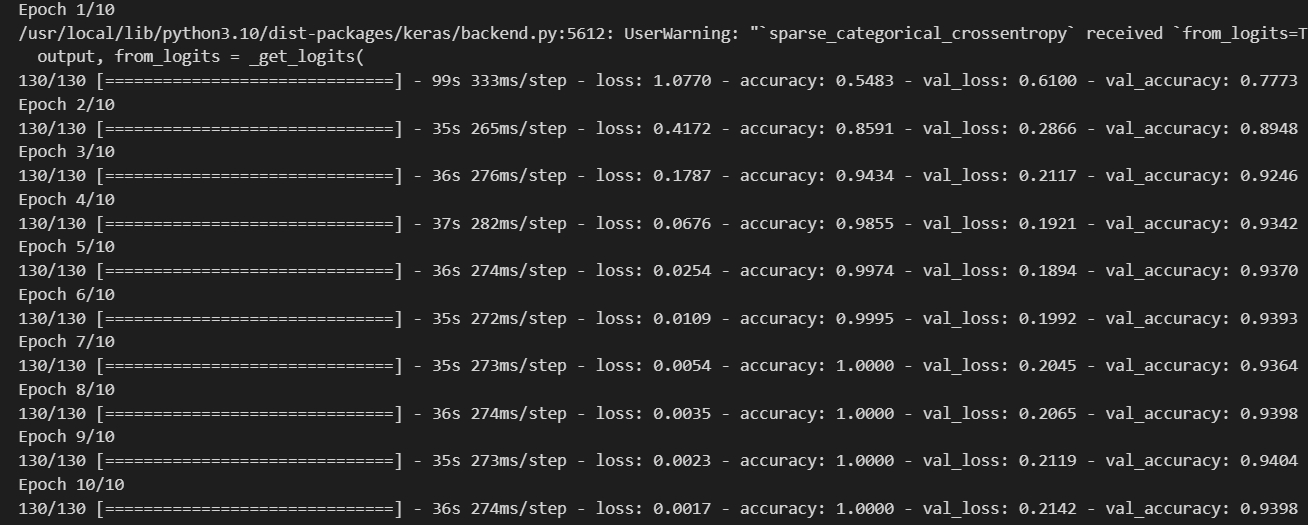 Epoch 1/10
/usr/local/lib/python3.10/dist-packages/keras/backend.py:5612: UserWarning: "`sparse_categorical_crossentropy` received `from_logits=T
  output, from_logits = _get_logits(
130/130 [==============================] - 99s 333ms/step - loss: 1.0770 - accuracy: 0.5483 - val_loss: 0.6100 - val_accuracy: 0.7773
Epoch 2/10
130/130 [==============================] - 35s 265ms/step - loss: 0.4172 - accuracy: 0.8591 - val_loss: 0.2866 - val_accuracy: 0.8948
Epoch 3/10
130/130 [==============================] - 36s 276ms/step - loss: 0.1787 - accuracy: 0.9434 - val_loss: 0.2117 - val_accuracy: 0.9246
Epoch 4/10
130/130 [==============================] - 37s 282ms/step - loss: 0.0676 - accuracy: 0.9855 - val_loss: 0.1921 - val_accuracy: 0.9342
Epoch 5/10
130/130 [==============================] - 36s 274ms/step - loss: 0.0254 - accuracy: 0.9974 - val_loss: 0.1894 - val_accuracy: 0.9370
Epoch 6/10
130/130 [==============================] - 35s 272ms/step - loss: 0.0109 - accuracy: 0.9995 - val_loss: 0.1992 - val_accuracy: 0.9393
Epoch 7/10
130/130 [==============================] - 35s 273ms/step - loss: 0.0054 - accuracy: 1.0000 - val_loss: 0.2045 - val_accuracy: 0.9364
Epoch 8/10
130/130 [==============================] - 36s 274ms/step - loss: 0.0035 - accuracy: 1.0000 - val_loss: 0.2065 - val_accuracy: 0.9398
Epoch 9/10
130/130 [==============================] - 35s 273ms/step - loss: 0.0023 - accuracy: 1.0000 - val_loss: 0.2119 - val_accuracy: 0.9404
Epoch 10/10
130/130 [==============================] - 36s 274ms/step - loss: 0.0017 - accuracy: 1.0000 - val_loss: 0.2142 - val_accuracy: 0.9398